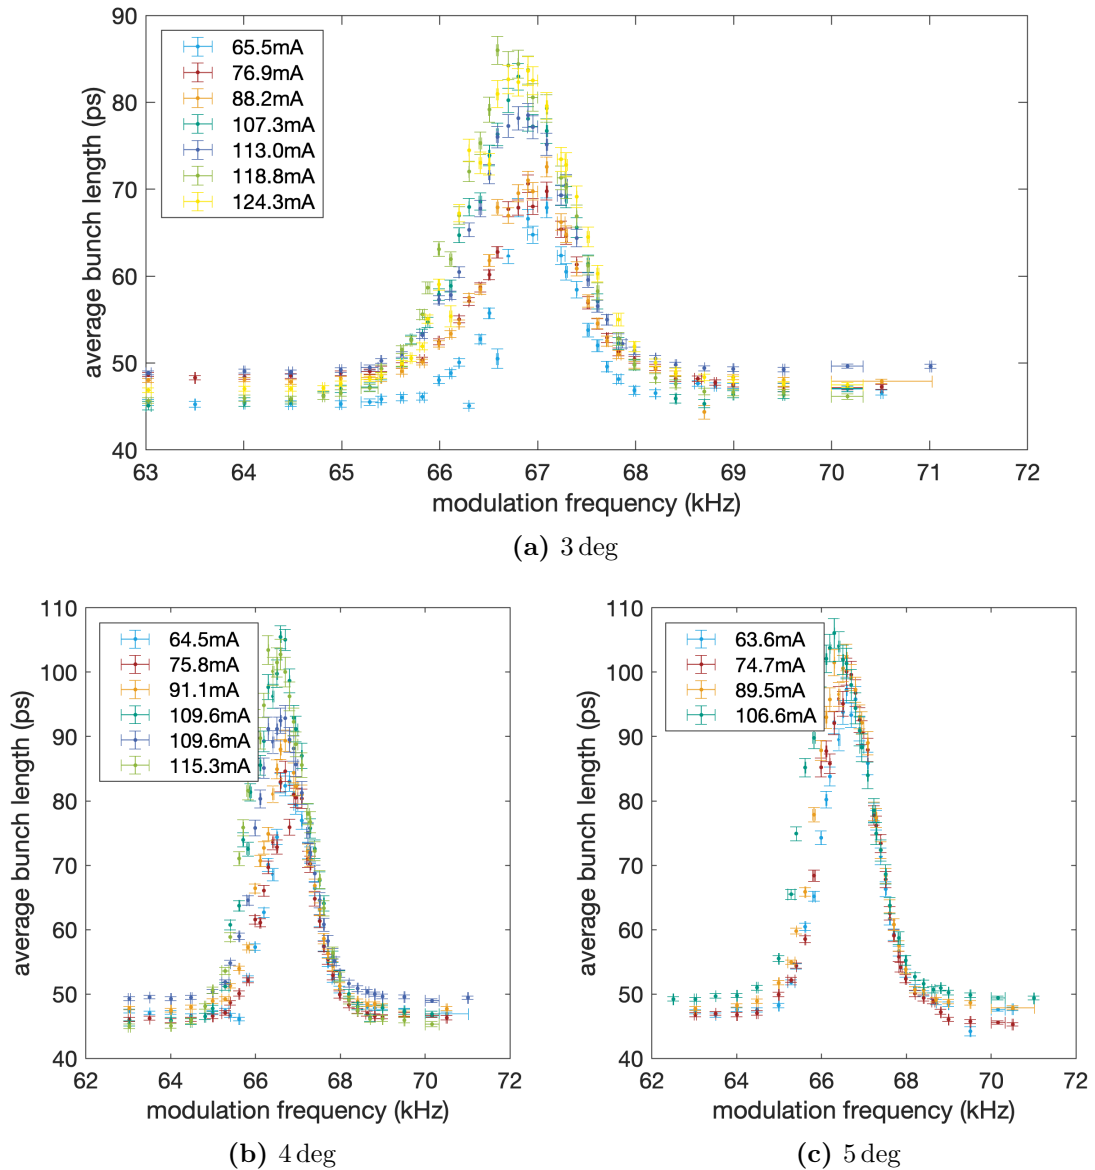 90
80
70
60
50
40
average bunch length (ps)
65.5mA
76.9mA
88.2mA
107.3mA
113.0mA
118.8mA
124.3mA
63 64 65 66 67 68 69 70 71 72
modulation frequency (kHz)
(a) 3 deg
110
100
90
80
70
60
50
40
average bunch length (ps)
64.5mA
75.8mA
91.1mA
109.6mA
109.6mA
115.3mA
62 64 66 68 70 72
modulation frequency (kHz)
(b) 4 deg
110
100
90
80
70
60
50
40
average bunch length (ps)
63.6mA
74.7mA
89.5mA
106.6mA
62 64 66 68 70 72
modulation frequency (kHz)
(c) 5 deg